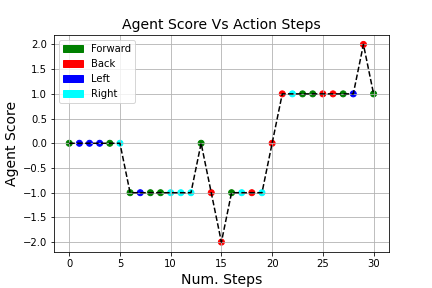 Agent Score Vs Action Steps
2.0
1.5
1.0
0.5
0.0
−0.5
−1.0
−1.5
−2.0
Agent Score
Forward
Back
Left
Right
0 5 10 15 20 25 30
Num. Steps